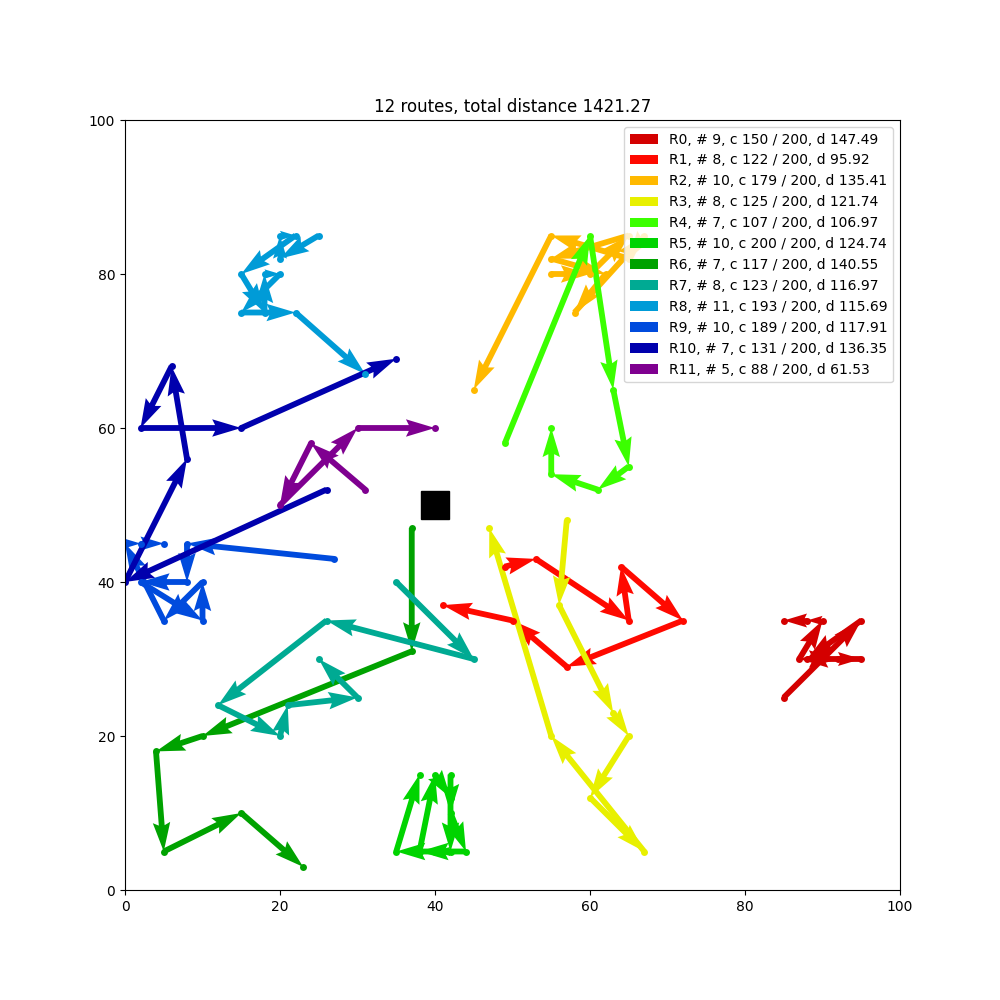 12 routes, total distance 1421.27
100
80
60
40
20
0
0 20 40 60 80 100
R0, # 9, c 150 / 200, d 147.49
R1, # 8, c 122 / 200, d 95.92
R2, # 10, c 179 / 200, d 135.41
R3, # 8, c 125 / 200, d 121.74
R4, # 7, c 107 / 200, d 106.97
R5, # 10, c 200 / 200, d 124.74
R6, # 7, c 117 / 200, d 140.55
R7, # 8, c 123 / 200, d 116.97
R8, # 11, c 193 / 200, d 115.69
R9, # 10, c 189 / 200, d 117.91
R10, # 7, c 131 / 200, d 136.35
R11, # 5, c 88 / 200, d 61.53